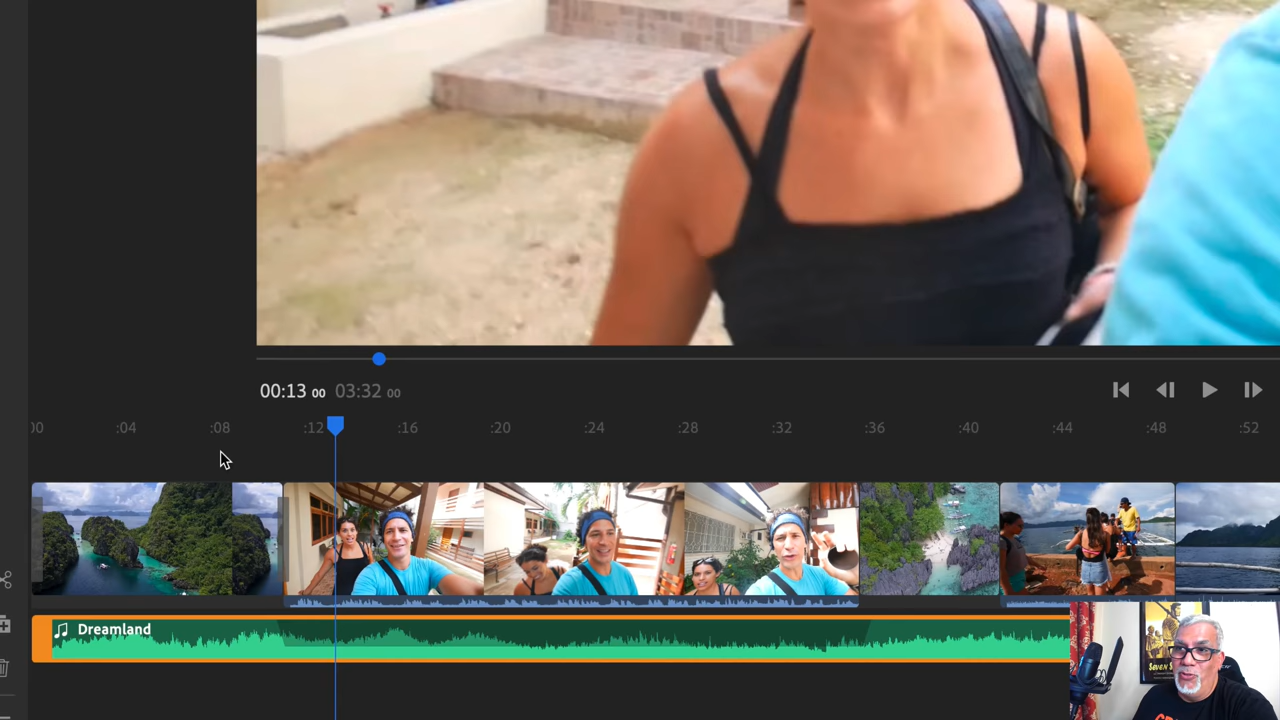 00:13 00 03:32 00
00 :04 :08 :12 :16 :20 :24 :28 :32 :36 :40 :44 :48 :52
Dreamland
SEVEN